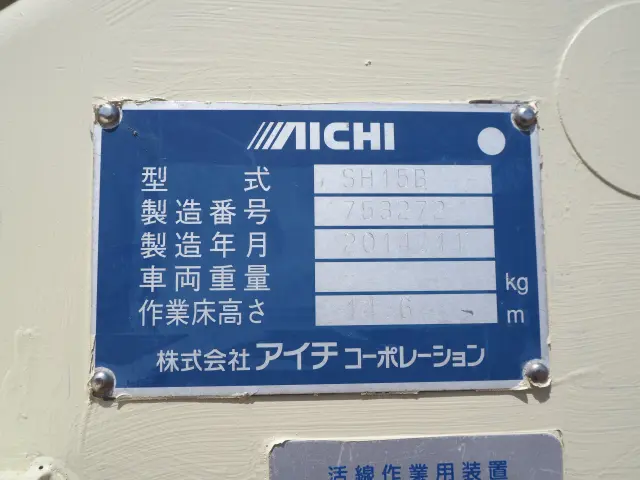 AICHI
型式 SH15B
製造番号 753272
製造年月 2014.11
車両重量 kg
作業床高さ m
株式会社 アイチ コーポレーション
活線作業用装置